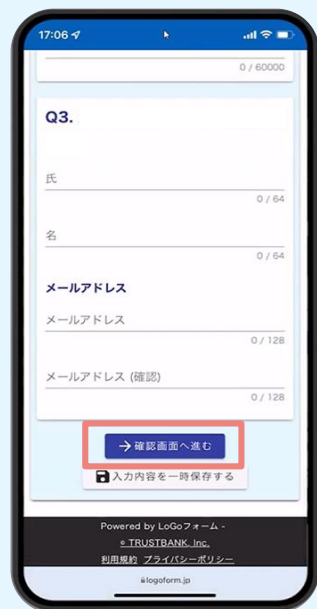 17:06
0 / 60000
Q3.
氏
0 / 64
名
0 / 64
メールアドレス
メールアドレス
0 / 128
メールアドレス (確認)
0 / 128
→確認画面へ進む
入力内容を一時保存する
Powered by LoGoフォーム -
© TRUSTBANK, Inc.
利用規約 プライバシーポリシー
logoform.jp